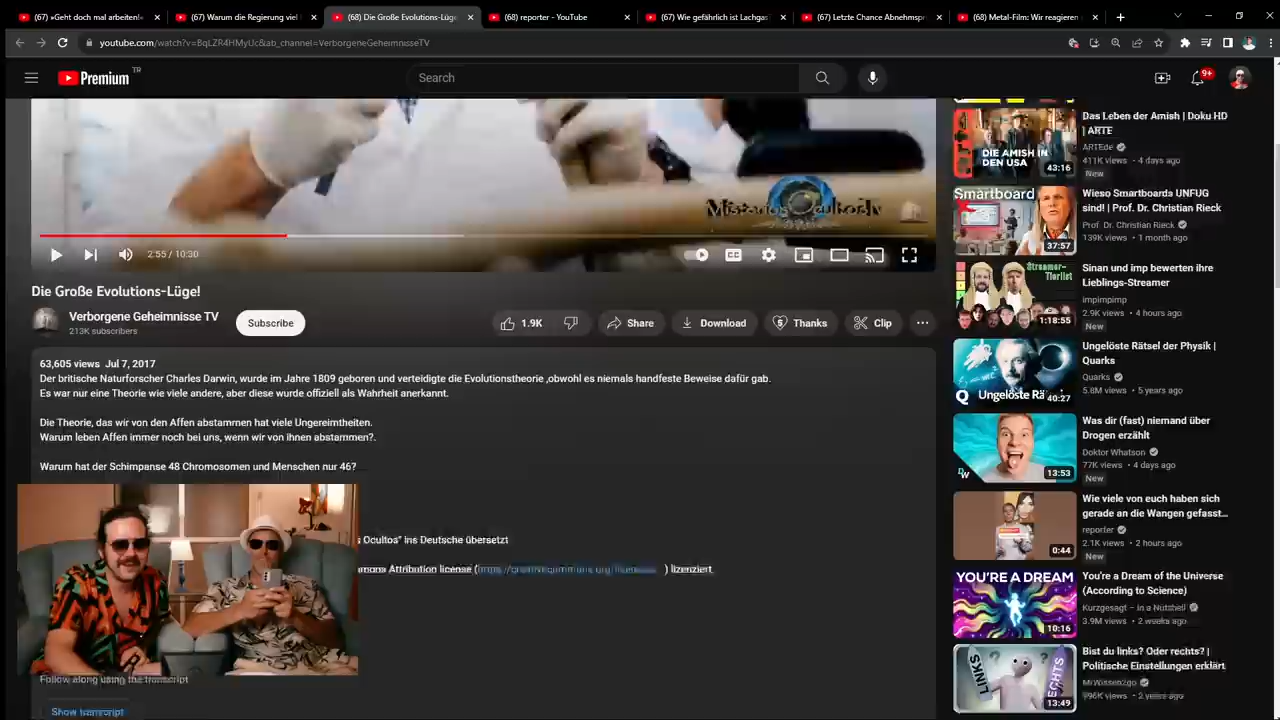 (67) »Geht doch mal arbeiten!«
(67) Warum die Regierung viel
(68) Die Große Evolutions-Lüge!
(68) reporter - YouTube
(67) Wie gefährlich ist Lachgas
(67) Letzte Chance Abnehmsp
(68) Metal-Film: Wir reagieren
youtube.com/watch?v=BqLZR4HMyUc&ab_channel=VerborgeneGeheimnisseTV
Premium TR
Search
9+
2:55 / 10:30
Die Große Evolutions-Lüge!
Verborgene Geheimnisse TV
213K subscribers
Subscribe
1.9K
Share
Download
Thanks
Clip
63,605 views Jul 7, 2017
Der britische Naturforscher Charles Darwin, wurde im Jahre 1809 geboren und verteidigte die Evolutionstheorie ,obwohl es niemals handfeste Beweise dafür gab.
Es war nur eine Theorie wie viele andere, aber diese wurde offiziell als Wahrheit anerkannt.
Die Theorie, das wir von den Affen abstammen hat viele Ungereimtheiten.
Warum leben Affen immer noch bei uns, wenn wir von ihnen abstammen?.
Warum hat der Schimpanse 48 Chromosomen und Menschen nur 46?
s Ocultos" ins Deutsche übersetzt
Attribution license (https://creativecommons.org/licenses ) lizenziert.
Follow along using the transcript
Show transcript
DIE AMISH IN
DEN USA
43:16
Das Leben der Amish | Doku HD
| ARTE
ARTEde
411K views • 4 days ago
New
Smartboard
37:57
Wieso Smartboards UNFUG
sind! | Prof. Dr. Christian Rieck
Prof. Dr. Christian Rieck
139K views • 1 month ago
Streamer-
Tierlist
1:18:55
Sinan und imp bewerten ihre
Lieblings-Streamer
impimpimp
2.9K views • 4 hours ago
New
Q Ungelöste Rä
40:27
Ungelöste Rätsel der Physik |
Quarks
Quarks
5.8M views • 5 years ago
DW
13:53
Was dir (fast) niemand über
Drogen erzählt
Doktor Whatson
77K views • 4 days ago
New
0:44
Wie viele von euch haben sich
gerade an die Wangen gefasst...
reporter
2.1K views • 2 hours ago
New
YOU'RE A DREAM
10:16
You're a Dream of the Universe
(According to Science)
Kurzgesagt – In a Nutshell
3.9M views • 2 weeks ago
LINKS
RECHTS?
13:49
Bist du links? Oder rechts? |
Politische Einstellungen erklärt
MrWissen2go
796K views • 2 years ago